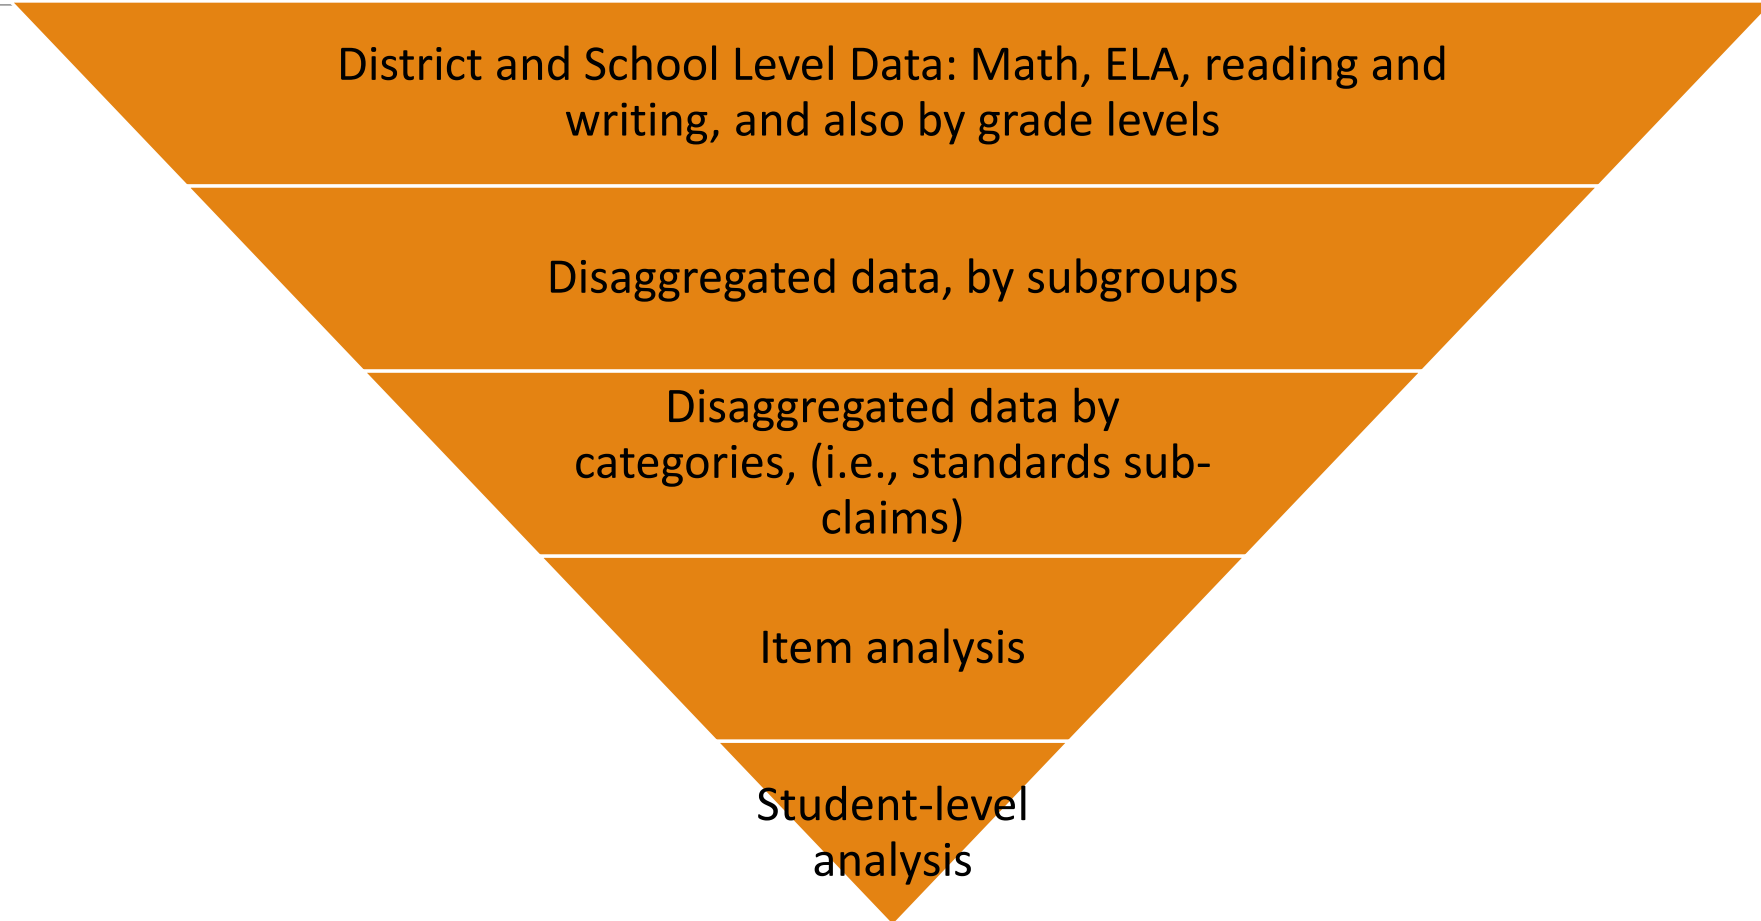 District and School Level Data: Math, ELA, reading and
writing, and also by grade levels
Disaggregated data, by subgroups
Disaggregated data by
categories, (i.e., standards sub-
claims)
Item analysis
Student-level
analysis